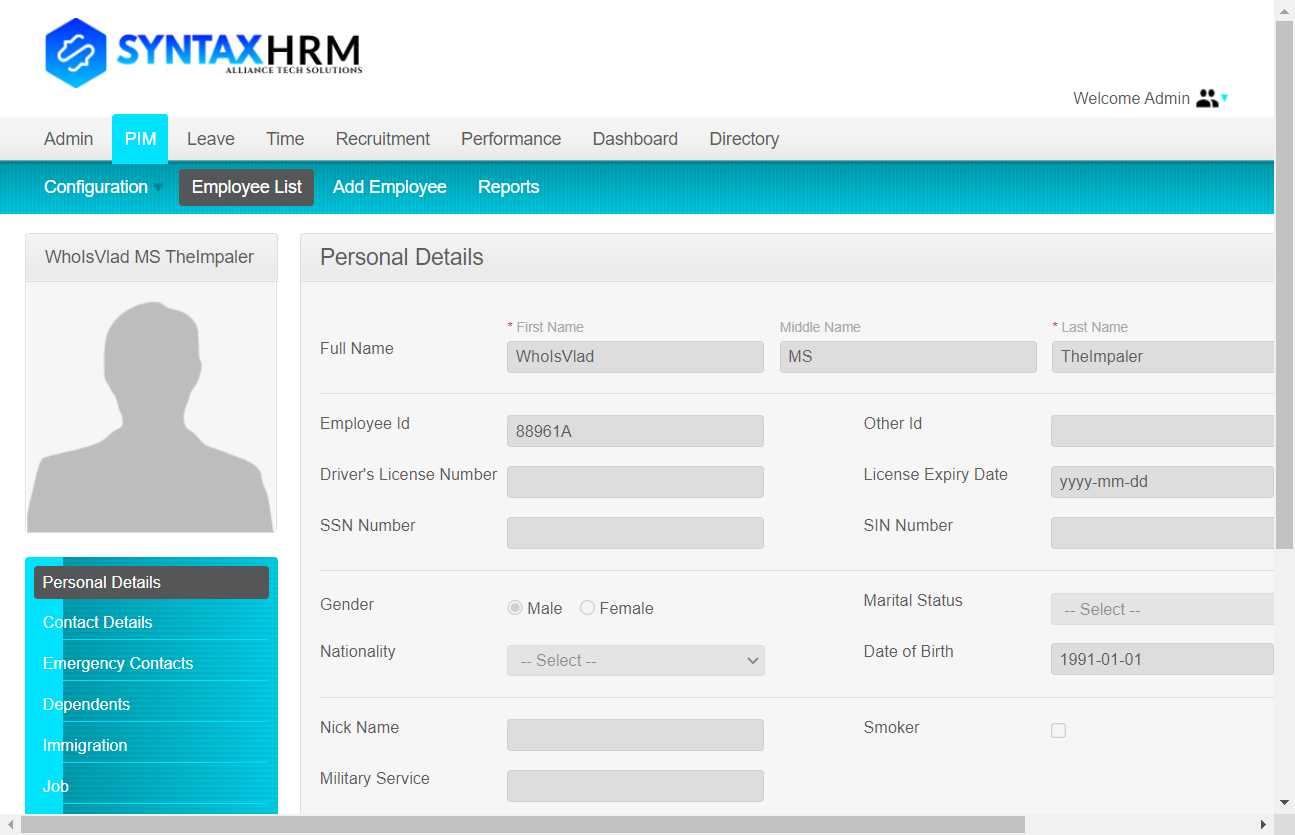 SYNTAXHRM
ALLIANCE TECH SOLUTIONS
Welcome Admin
Admin PIM Leave Time Recruitment Performance Dashboard Directory
Configuration Employee List Add Employee Reports
WhoIsVlad MS TheImpaler
Personal Details
* First Name Middle Name * Last Name
Full Name WhoIsVlad MS TheImpaler
Employee Id 88961A Other Id
Driver's License Number License Expiry Date yyyy-mm-dd
SSN Number SIN Number
Gender Male Female Marital Status -- Select --
Nationality -- Select -- Date of Birth 1991-01-01
Nick Name Smoker
Military Service
Personal Details
Contact Details
Emergency Contacts
Dependents
Immigration
Job